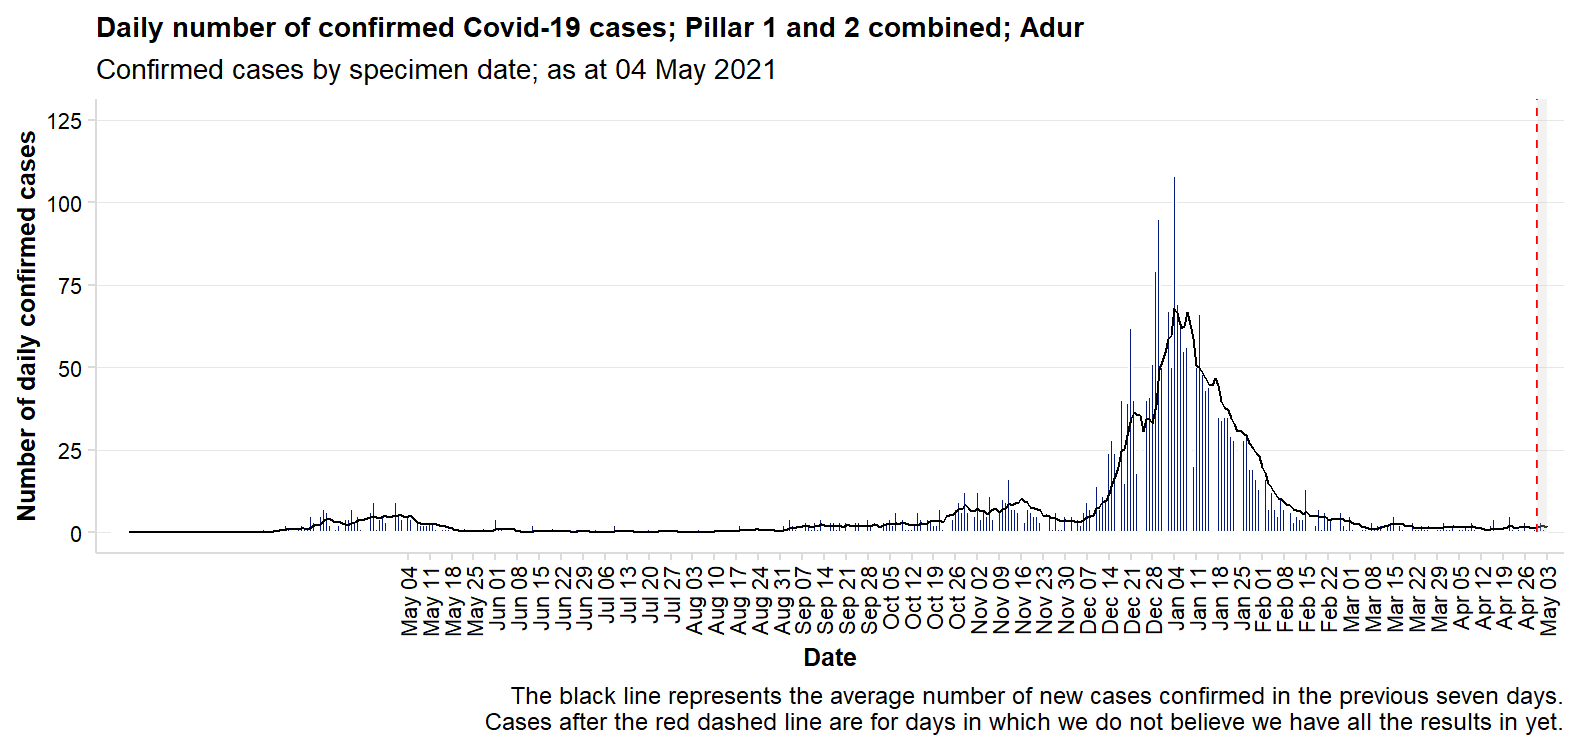 Daily number of confirmed Covid-19 cases; Pillar 1 and 2 combined; Adur
Confirmed cases by specimen date; as at 04 May 2021
Number of daily confirmed cases
125
100
75
50
25
0
May 04
May 11
May 18
May 25
Jun 01
Jun 08
Jun 15
Jun 22
Jun 29
Jul 06
Jul 13
Jul 20
Jul 27
Aug 03
Aug 10
Aug 17
Aug 24
Aug 31
Sep 07
Sep 14
Sep 21
Sep 28
Oct 05
Oct 12
Oct 19
Oct 26
Nov 02
Nov 09
Nov 16
Nov 23
Nov 30
Dec 07
Dec 14
Dec 21
Dec 28
Jan 04
Jan 11
Jan 18
Jan 25
Feb 01
Feb 08
Feb 15
Feb 22
Mar 01
Mar 08
Mar 15
Mar 22
Mar 29
Apr 05
Apr 12
Apr 19
Apr 26
May 03
Date
The black line represents the average number of new cases confirmed in the previous seven days.
Cases after the red dashed line are for days in which we do not believe we have all the results in yet.